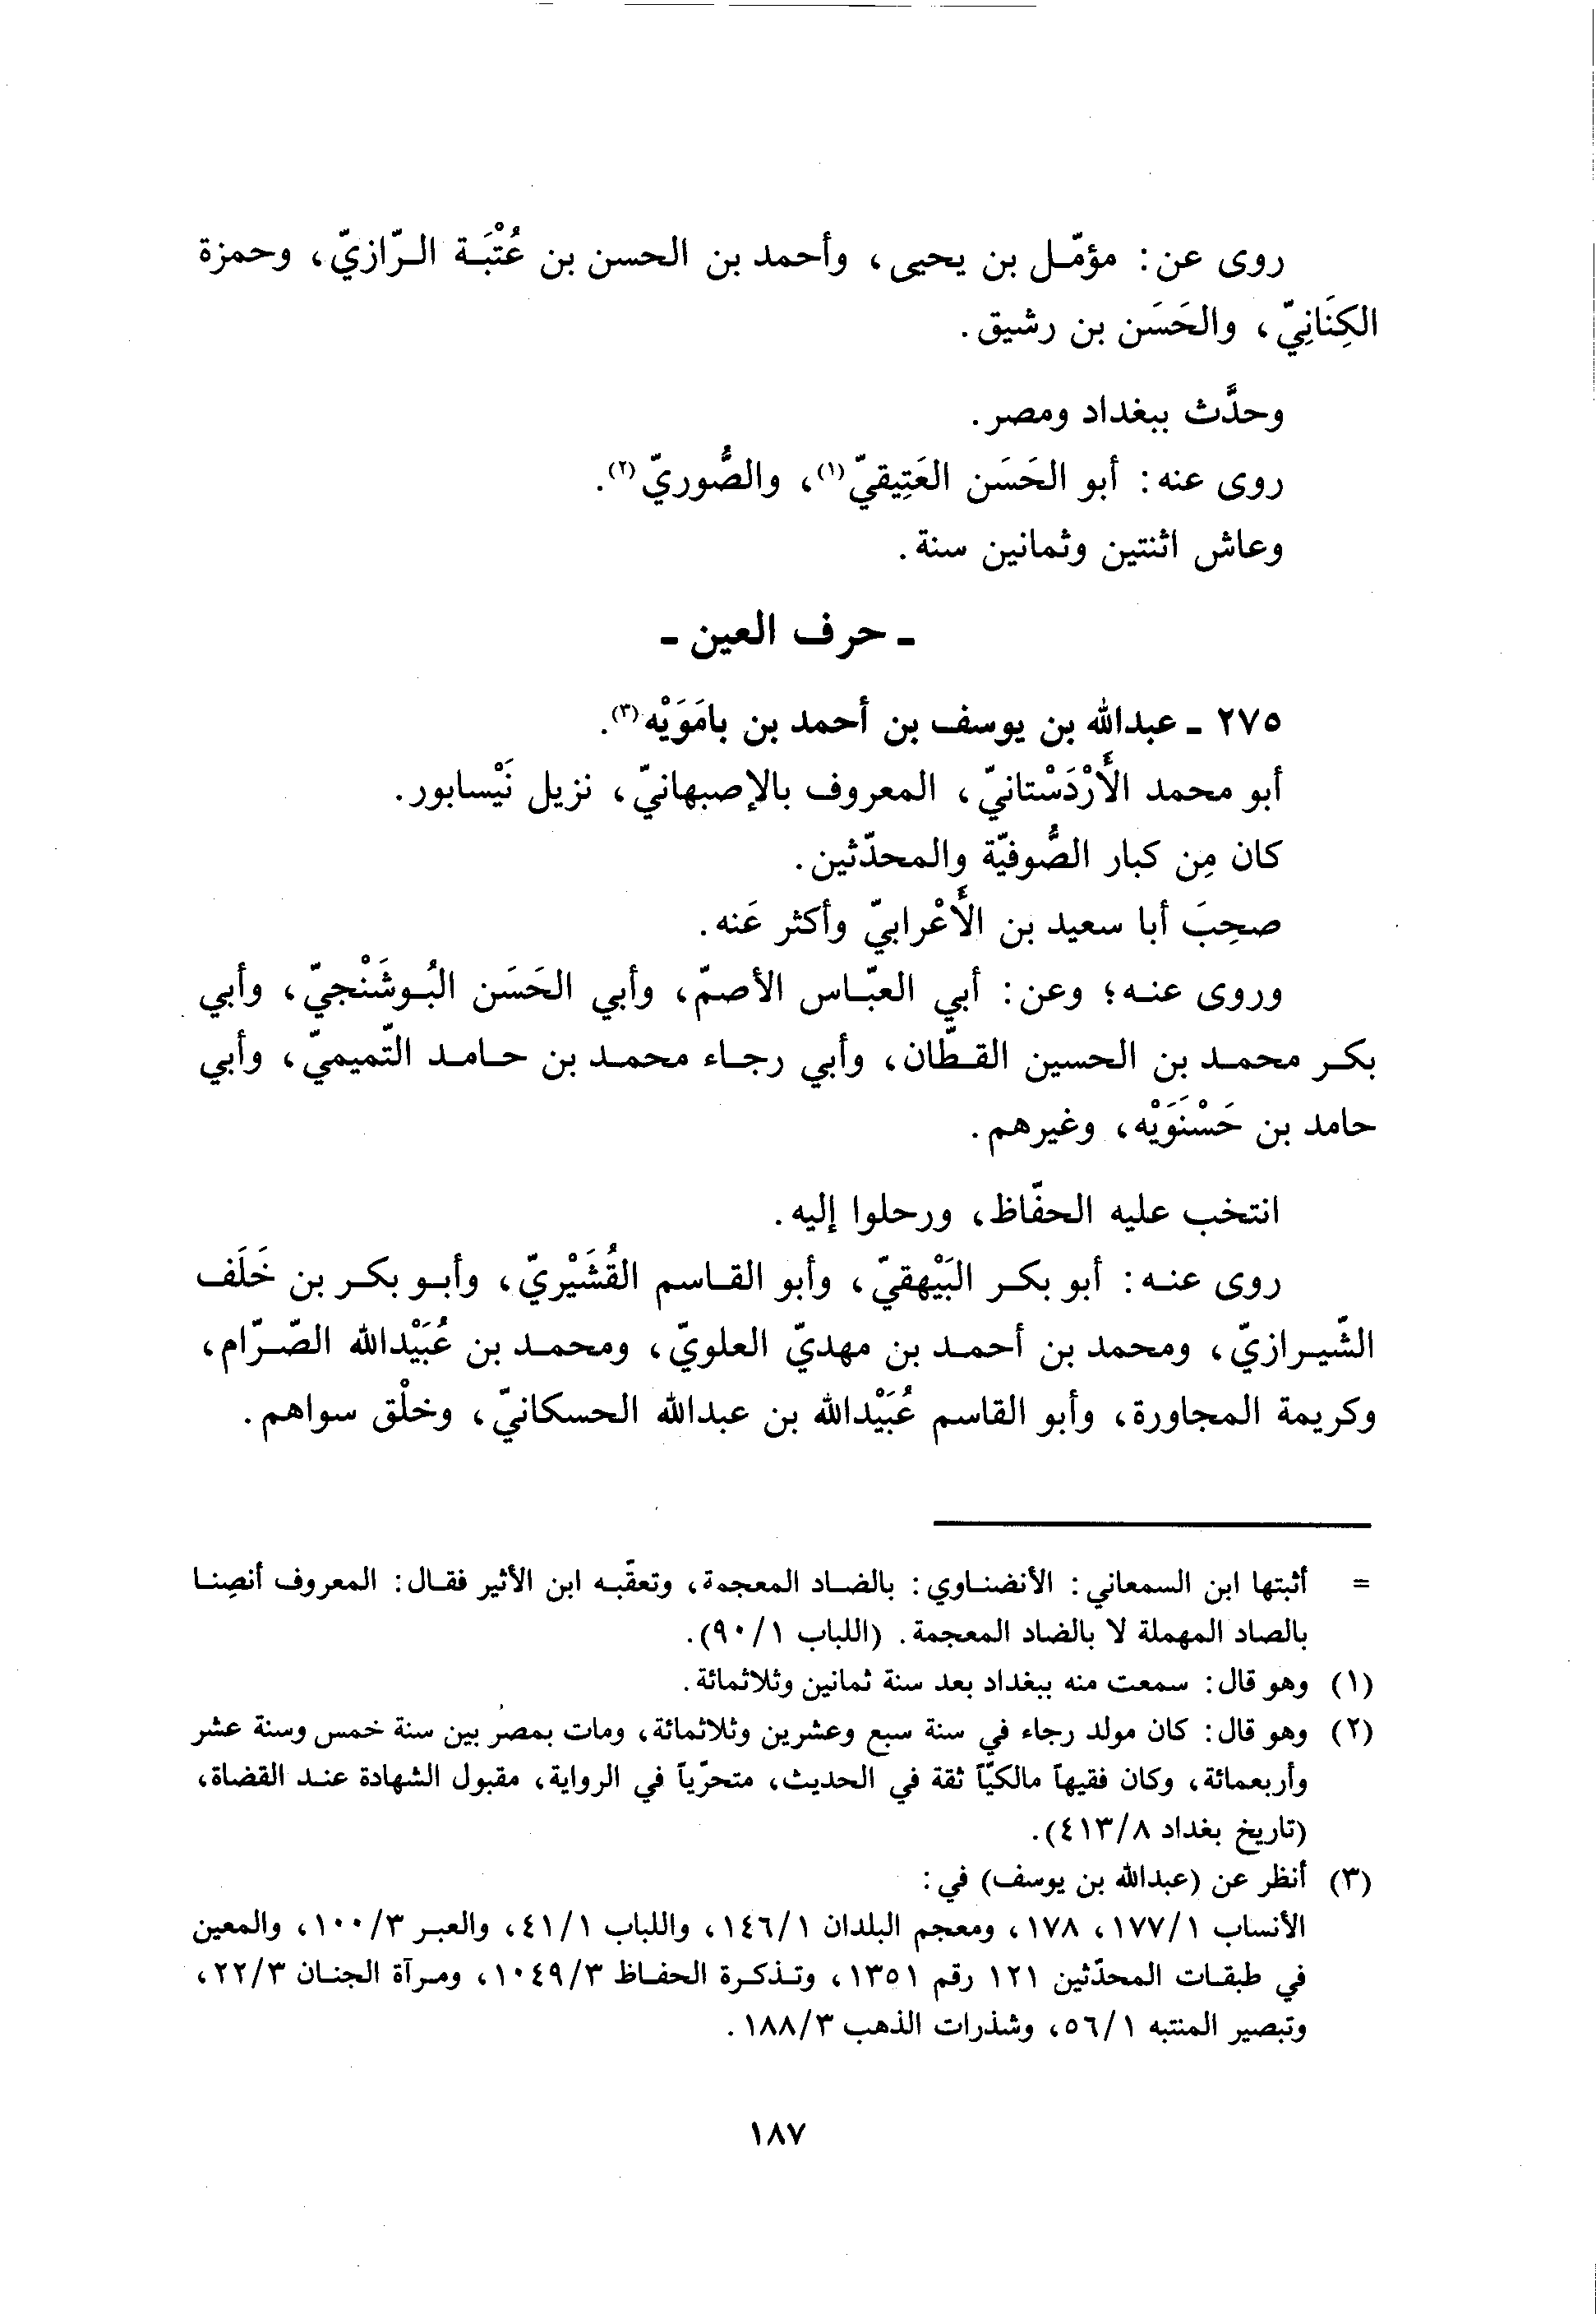 روى عن: مؤمّل بن يحيى، وأحمد بن الحسن بن عُتْبَة الرّازيّ، وحمزة
الكِنَانِيّ، والحَسَن بن رشيق.
وحدَّث ببغداد ومصر.
روى عنه: أبو الحَسَن العَتِيقيّ(١)، والصُّوريّ(٢).
وعاش اثنتين وثمانين سنة.
ـ حرف العين ـ
٢٧٥ ـ عبدالله بن يوسف بن أحمد بن بامَوَيْه(٣).
أبو محمد الأَرْدَسْتانيّ، المعروف بالإصبهانيّ، نزيل نَيْسابور.
كان مِن كبار الصُّوفيّة والمحدّثين.
صحِبَ أبا سعيد بن الأَعْرابيّ وأكثر عَنه.
وروى عنه؛ وعن: أبي العبّاس الأصمّ، وأبي الحَسَن البُوشَنْجيّ، وأبي
بكر محمد بن الحسين القطّان، وأبي رجاء محمد بن حامد التّميميّ، وأبي
حامد بن حَسْنَوَيْه، وغيرهم.
انتخب عليه الحفّاظ، ورحلوا إليه.
روى عنه: أبو بكر البَيْهقيّ، وأبو القاسم القُشَيْريّ، وأبو بكر بن خَلَف
الشّيرازيّ، ومحمد بن أحمد بن مهديّ العلويّ، ومحمد بن عُبَيْدالله الصّرّام،
وكريمة المجاورة، وأبو القاسم عُبَيْدالله بن عبدالله الحسكانيّ، وخلْق سواهم.
= أثبتها ابن السمعاني: الأنضناوي: بالضاد المعجمة، وتعقّبه ابن الأثير فقال: المعروف أنصِنا
بالصاد المهملة لا بالضاد المعجمة. (اللباب ٩٠/١).
(١) وهو قال: سمعت منه ببغداد بعد سنة ثمانين وثلاثمائة.
(٢) وهو قال: كان مولد رجاء في سنة سبع وعشرين وثلاثمائة، ومات بمصر بين سنة خمس وسنة عشر
وأربعمائة، وكان فقيهاً مالكيّاً ثقة في الحديث، متحرّياً في الرواية، مقبول الشهادة عند القضاة،
(تاريخ بغداد ٤١٣/٨).
(٣) أنظر عن (عبدالله بن يوسف) في:
الأنساب ١٧٧/١، ١٧٨، ومعجم البلدان ١٤٦/١، واللباب ٤١/١، والعبر ١٠٠/٣، والمعين
في طبقات المحدّثين ١٢١ رقم ١٣٥١، وتذكرة الحفاظ ١٠٤٩/٣، ومرآة الجنان ٢٢/٣،
وتبصير المنتبه ٥٦/١، وشذرات الذهب ١٨٨/٣.
١٨٧